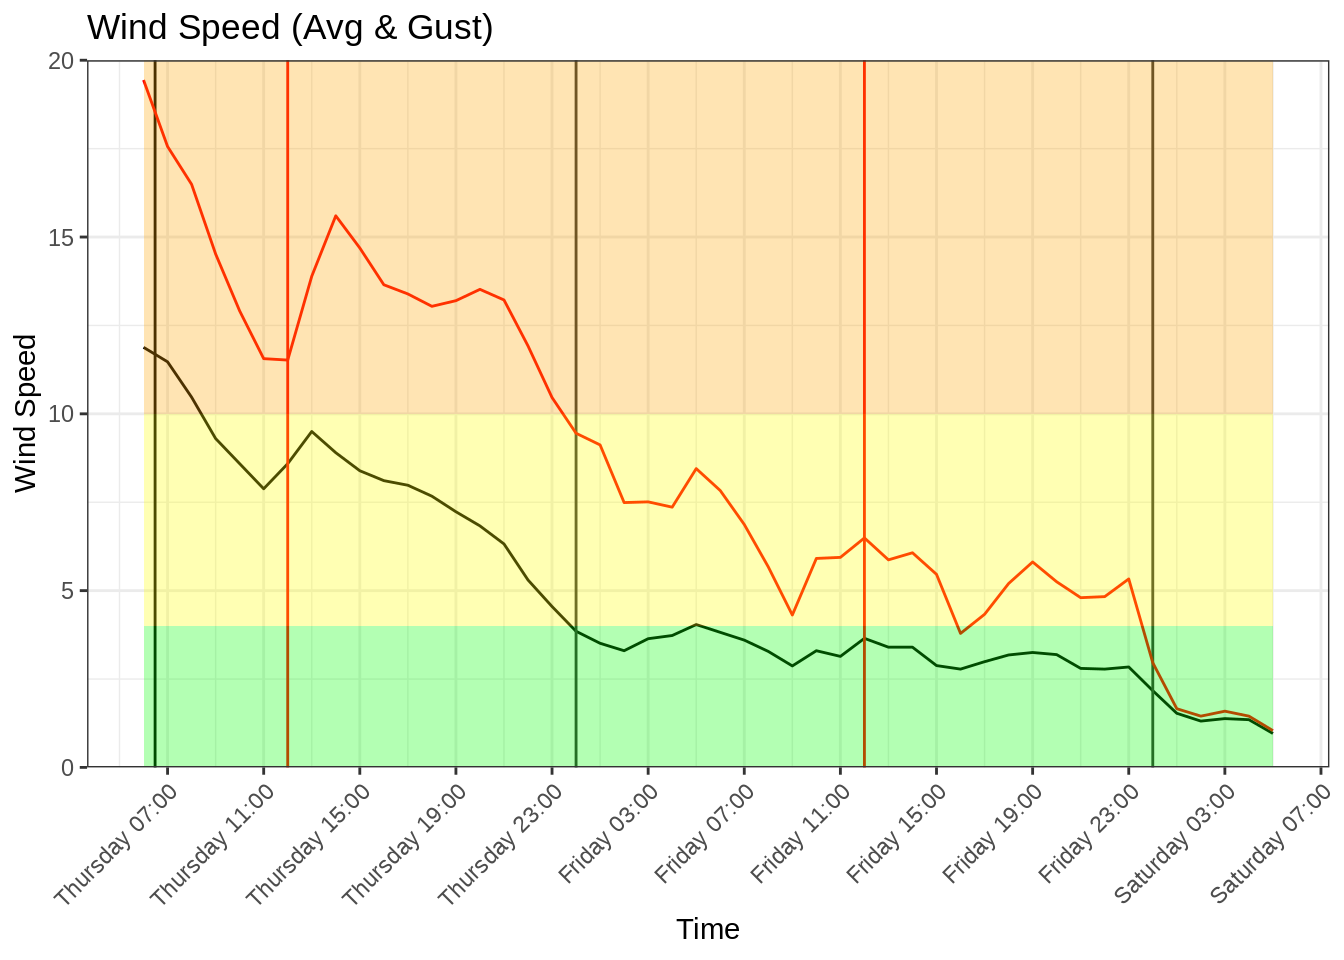 Wind Speed (Avg & Gust)
Wind Speed
20
15
10
5
0
Thursday 07:00
Thursday 11:00
Thursday 15:00
Thursday 19:00
Thursday 23:00
Friday 03:00
Friday 07:00
Friday 11:00
Friday 15:00
Friday 19:00
Friday 23:00
Saturday 03:00
Saturday 07:00
Time